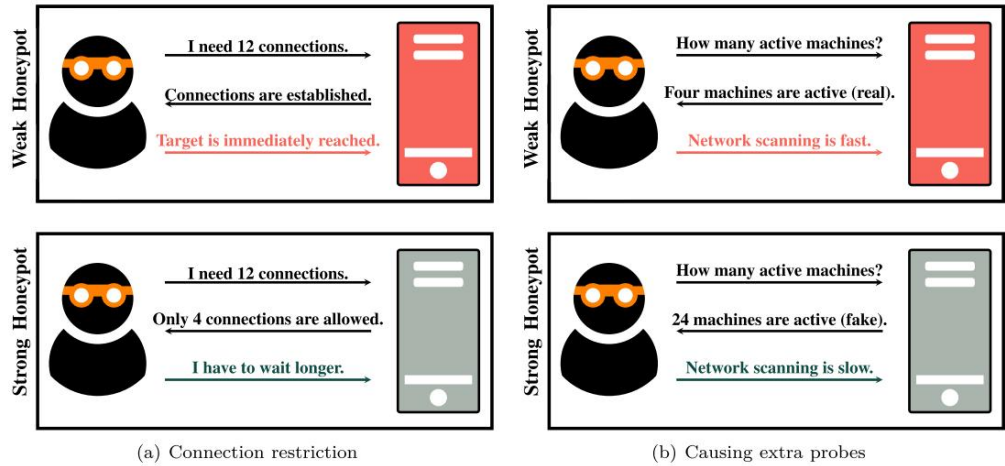 Weak Honeypot
I need 12 connections.
Connections are established.
Target is immediately reached.
Weak Honeypot
How many active machines?
Four machines are active (real).
Network scanning is fast.
Strong Honeypot
I need 12 connections.
Only 4 connections are allowed.
I have to wait longer.
Strong Honeypot
How many active machines?
24 machines are active (fake).
Network scanning is slow.
(a) Connection restriction
(b) Causing extra probes